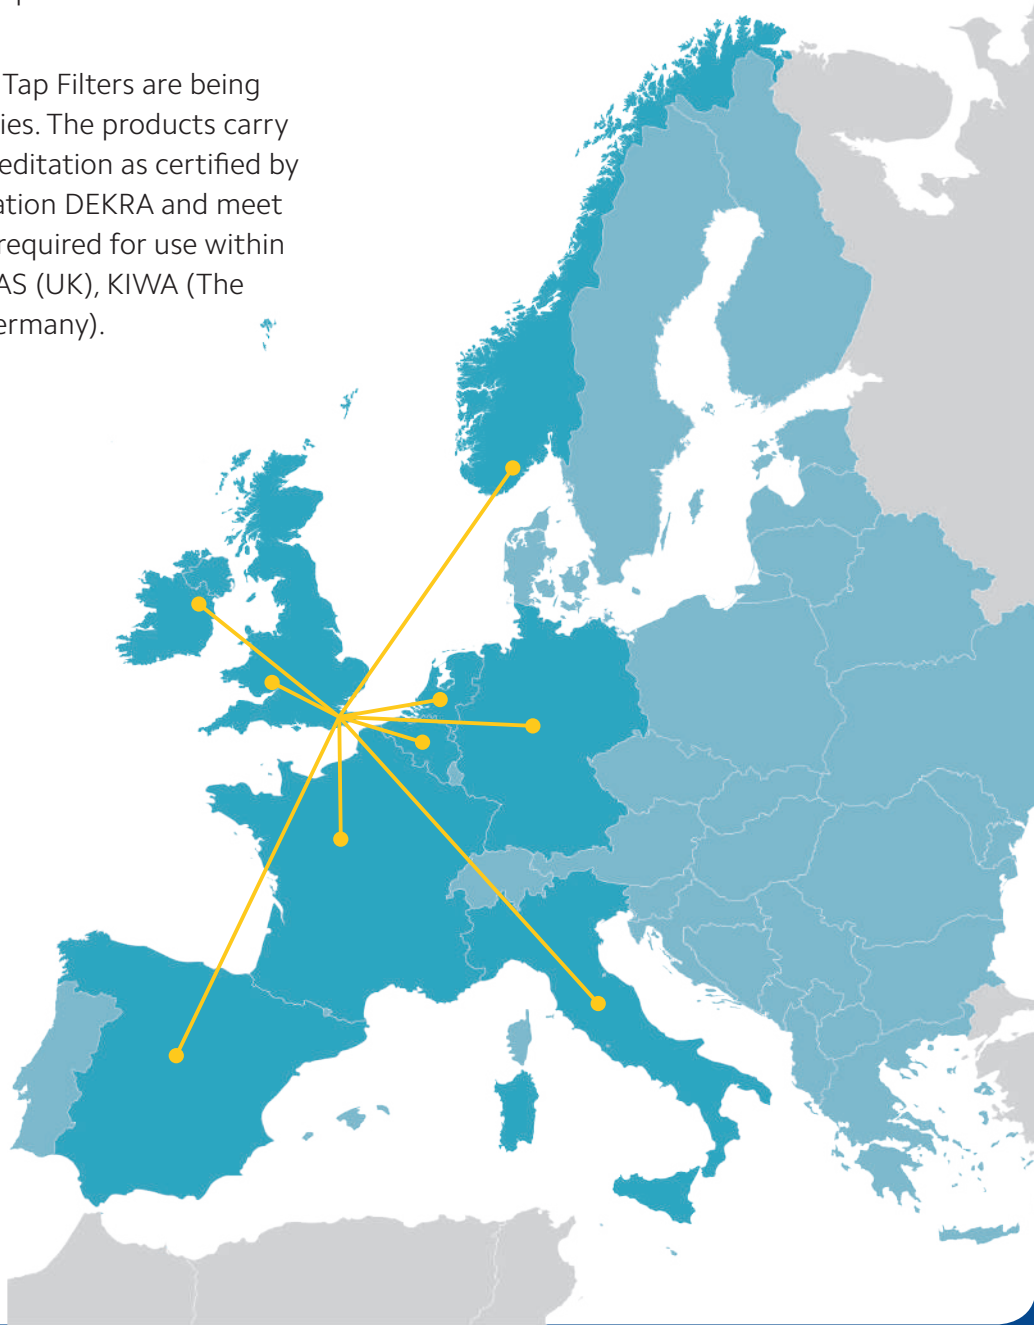 Tap Filters are being
ies. The products carry
editation as certified by
ation DEKRA and meet
required for use within
AS (UK), KIWA (The
ermany).